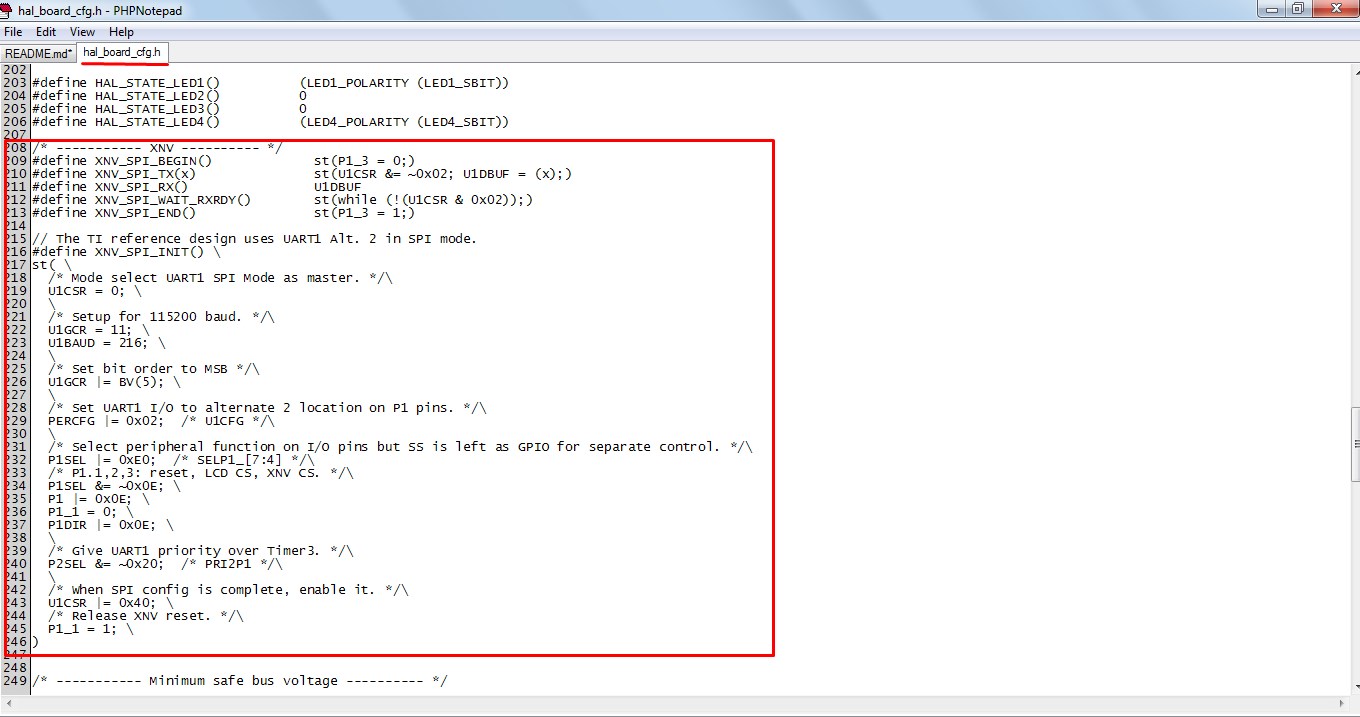 hal_board_cfg.h - PHPNotepad
File Edit View Help
README.md* hal_board_cfg.h
202
203 #define HAL_STATE_LED1() (LED1_POLARITY (LED1_SBIT))
204 #define HAL_STATE_LED2() 0
205 #define HAL_STATE_LED3() 0
206 #define HAL_STATE_LED4() (LED4_POLARITY (LED4_SBIT))
207
208 /* ----------- XNV ---------- */
209 #define XNV_SPI_BEGIN() st(P1_3 = 0;)
210 #define XNV_SPI_TX(x) st(U1CSR &= ~0x02; U1DBUF = (x);)
211 #define XNV_SPI_RX() U1DBUF
212 #define XNV_SPI_WAIT_RXRDY() st(while (!(U1CSR & 0x02));)
213 #define XNV_SPI_END() st(P1_3 = 1;)
214
215 // The TI reference design uses UART1 Alt. 2 in SPI mode.
216 #define XNV_SPI_INIT() \
217 st( \
218 /* Mode select UART1 SPI Mode as master. */\
219 U1CSR = 0; \
220 \
221 /* Setup for 115200 baud. */\
222 U1GCR = 11; \
223 U1BAUD = 216; \
224 \
225 /* Set bit order to MSB */\
226 U1GCR |= BV(5); \
227 \
228 /* Set UART1 I/O to alternate 2 location on P1 pins. */\
229 PERCFG |= 0x02; /* U1CFG */\
230 \
231 /* Select peripheral function on I/O pins but SS is left as GPIO for separate control. */\
232 P1SEL |= 0xE0; /* SELP1_[7:4] */\
233 /* P1.1,2,3: reset, LCD CS, XNV CS. */\
234 P1SEL &= ~0x0E; \
235 P1 |= 0x0E; \
236 P1_1 = 0; \
237 P1DIR |= 0x0E; \
238 \
239 /* Give UART1 priority over Timer3. */\
240 P2SEL &= ~0x20; /* PRI2P1 */\
241 \
242 /* When SPI config is complete, enable it. */\
243 U1CSR |= 0x40; \
244 /* Release XNV reset. */\
245 P1_1 = 1; \
246 )
247
248
249 /* ----------- Minimum safe bus voltage ---------- */